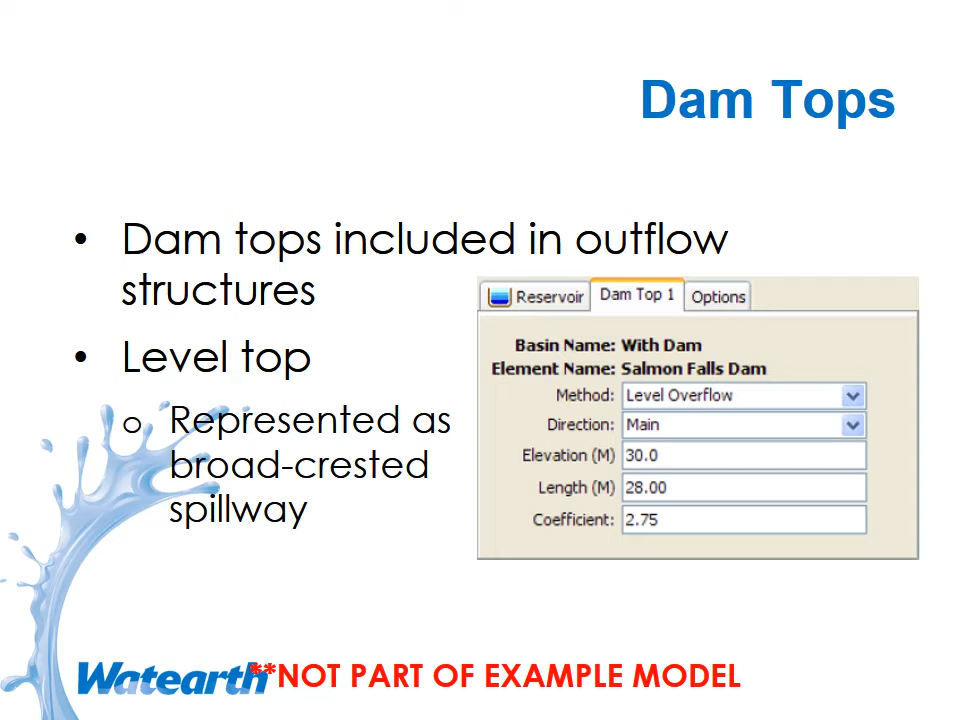 Dam Tops
• Dam tops included in outflow
structures
• Level top
o Represented as
broad-crested
spillway
Reservoir Dam Top 1 Options
Basin Name: With Dam
Element Name: Salmon Falls Dam
Method: Level Overflow
Direction: Main
Elevation (M) 30.0
Length (M) 28.00
Coefficient: 2.75
Watearth **NOT PART OF EXAMPLE MODEL